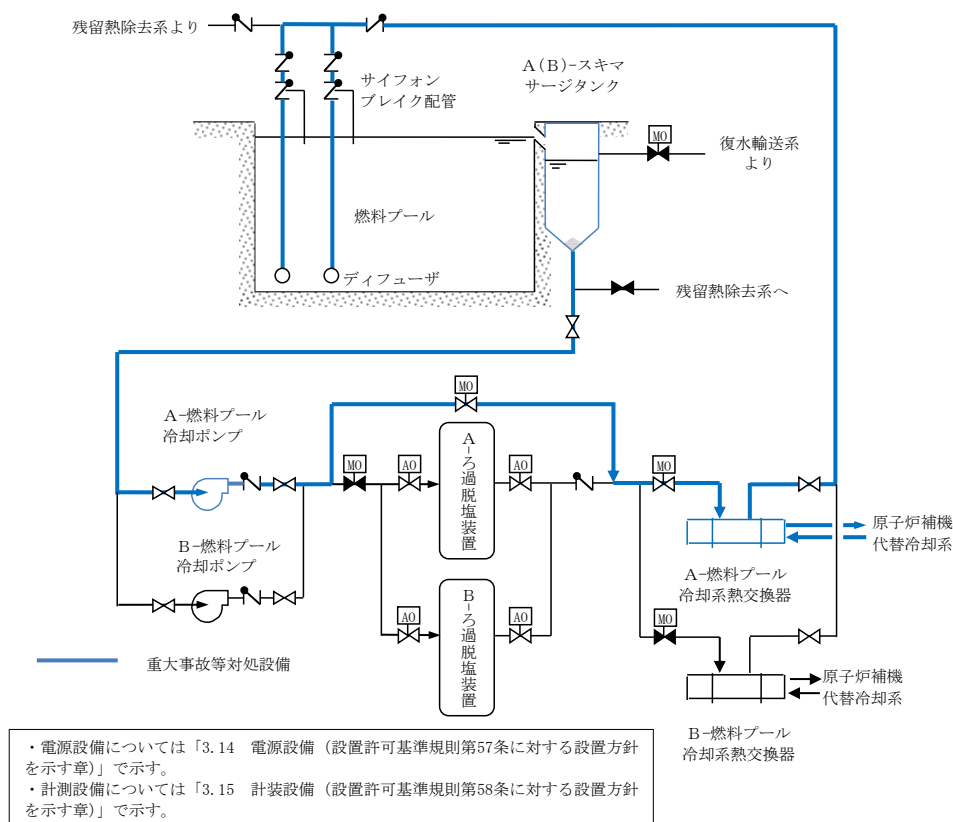 残留熱除去系より
サイフォン
ブレイク配管
A(B)-スキマ
サージタンク
MO
復水輸送系
より
燃料プール
ディフューザ
残留熱除去系へ
MO
A-燃料プール
冷却ポンプ
MO
AO
A-ろ過脱塩装置
AO
MO
原子炉補機
代替冷却系
B-燃料プール
冷却ポンプ
A-燃料プール
冷却系熱交換器
AO
B-ろ過脱塩装置
AO
MO
重大事故等対処設備
原子炉補機
代替冷却系
B-燃料プール
冷却系熱交換器
・電源設備については「3.14 電源設備(設置許可基準規則第57条に対する設置方針
を示す章)」で示す。
・計測設備については「3.15 計装設備(設置許可基準規則第58条に対する設置方針
を示す章)」で示す。